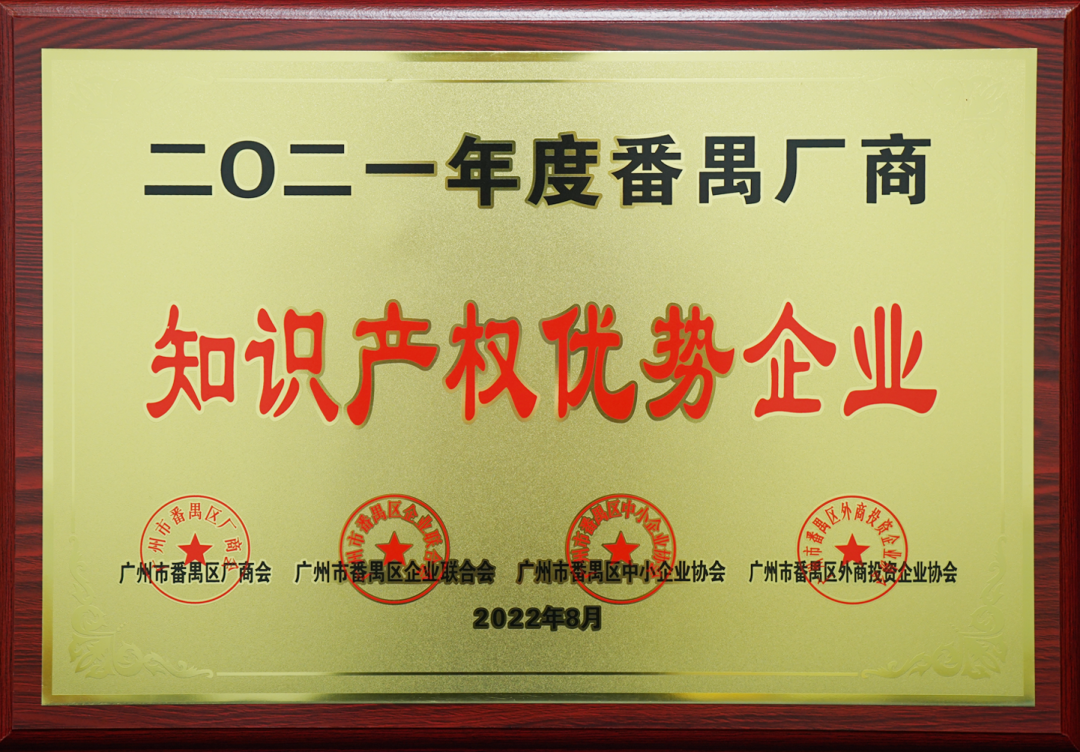 二O二一年度番禺厂商
知识产权优势企业
广州市番禺区厂商会 广州市番禺区企业联合会 广州市番禺区中小企业协会 广州市番禺区外商投资企业协会
2022年8月